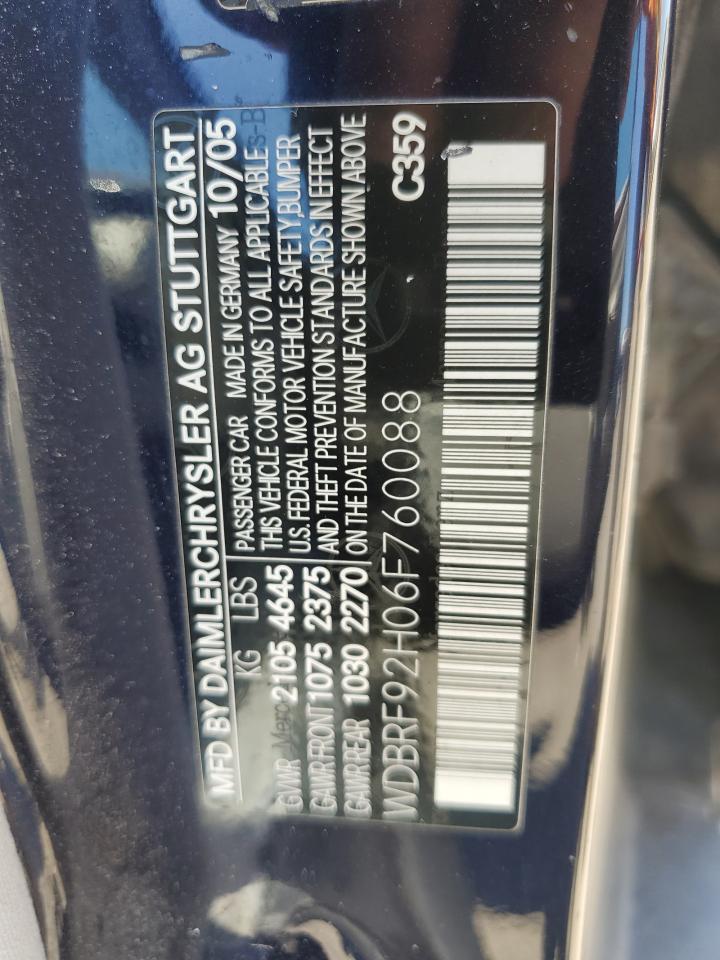 MFD BY DAIMLERCHRYSLER AG STUTTGART
KG LBS
GVWR 2105 4645
GAWR FRONT 1075 2375
GAWR REAR 1030 2270
PASSENGER CAR MADE IN GERMANY 10/05
THIS VEHICLE CONFORMS TO ALL APPLICABLE
U.S. FEDERAL MOTOR VEHICLE SAFETY, BUMPER
AND THEFT PREVENTION STANDARDS IN EFFECT
ON THE DATE OF MANUFACTURE SHOWN ABOVE
WDBRF92H06F760088
C359